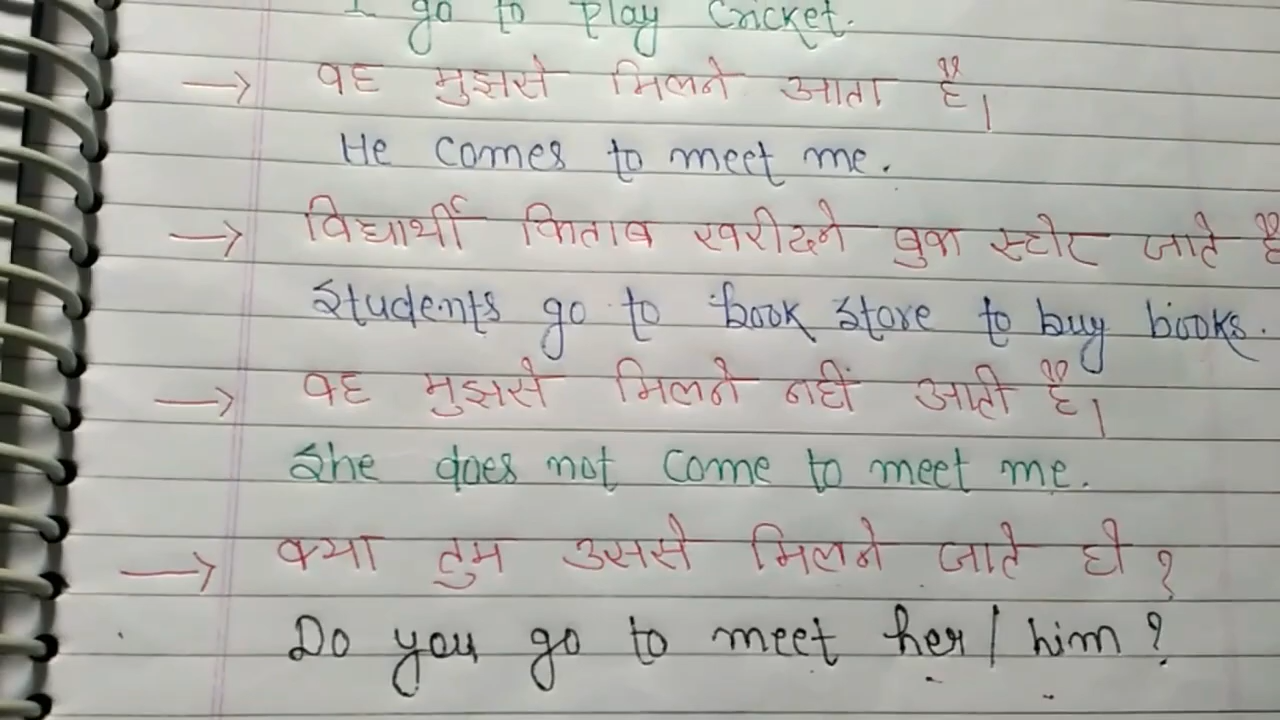 I go to play cricket.
→ वह मुझसे मिलने आता है।
He comes to meet me.
→ विद्यार्थी किताब खरीदने बुक स्टोर जाते है
Students go to book store to buy books.
→ वह मुझसे मिलने नहीं आती है।
She does not come to meet me.
→ क्या तुम उससे मिलने जाते हो?
Do you go to meet her / him ?